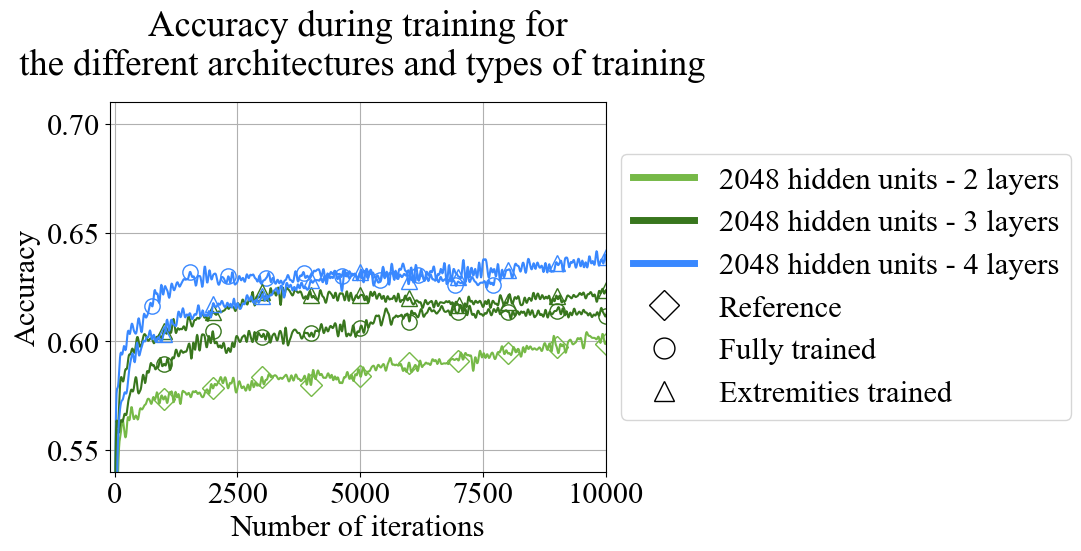 Accuracy during training for
the different architectures and types of training
0.70
0.65
0.60
0.55
Accuracy
0
2500
5000
7500
10000
Number of iterations
2048 hidden units - 2 layers
2048 hidden units - 3 layers
2048 hidden units - 4 layers
Reference
Fully trained
Extremities trained